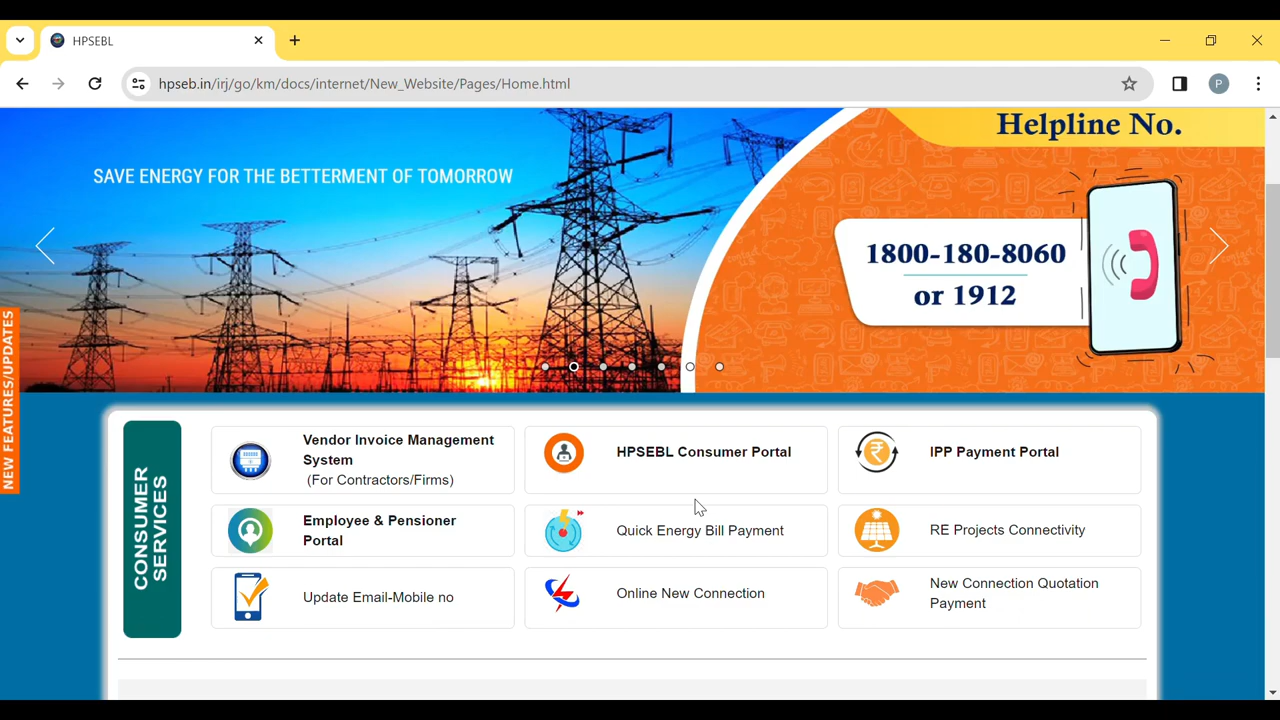 HPSEBL
hpseb.in/irj/go/km/docs/internet/New_Website/Pages/Home.html
P
Helpline No.
SAVE ENERGY FOR THE BETTERMENT OF TOMORROW
1800-180-8060
or 1912
NEW FEATURES/UPDATES
CONSUMER
SERVICES
Vendor Invoice Management
System
(For Contractors/Firms)
HPSEBL Consumer Portal
IPP Payment Portal
Employee & Pensioner
Portal
Quick Energy Bill Payment
RE Projects Connectivity
Update Email-Mobile no
Online New Connection
New Connection Quotation
Payment